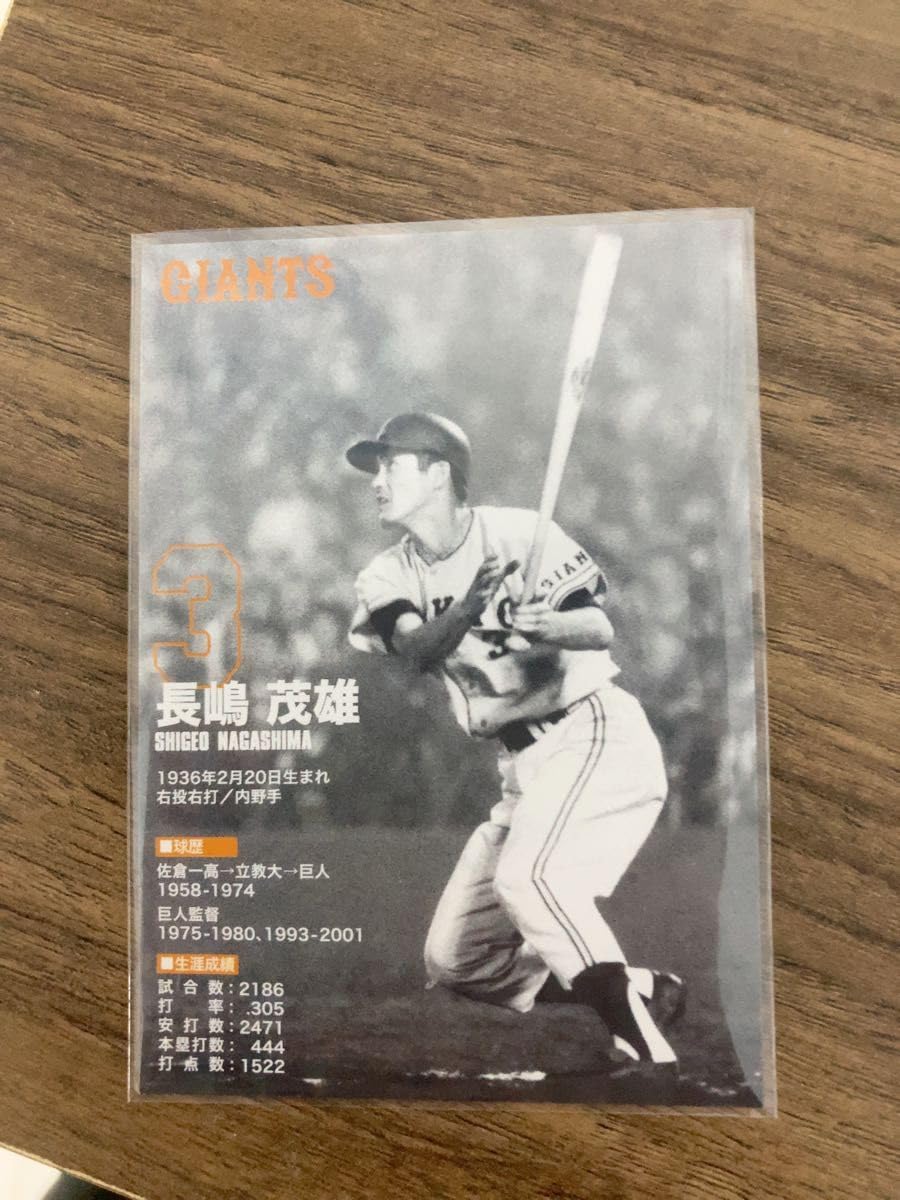 GIANTS
3
長嶋 茂雄
SHIGEO NAGASHIMA
1936年2月20日生まれ
右投右打／内野手
■球歴
佐倉一高→立教大→巨人
1958-1974
巨人監督
1975-1980、1993-2001
■生涯成績
試合数：2186
打率：.305
安打数：2471
本塁打数：444
打点数：1522
GIAN
3